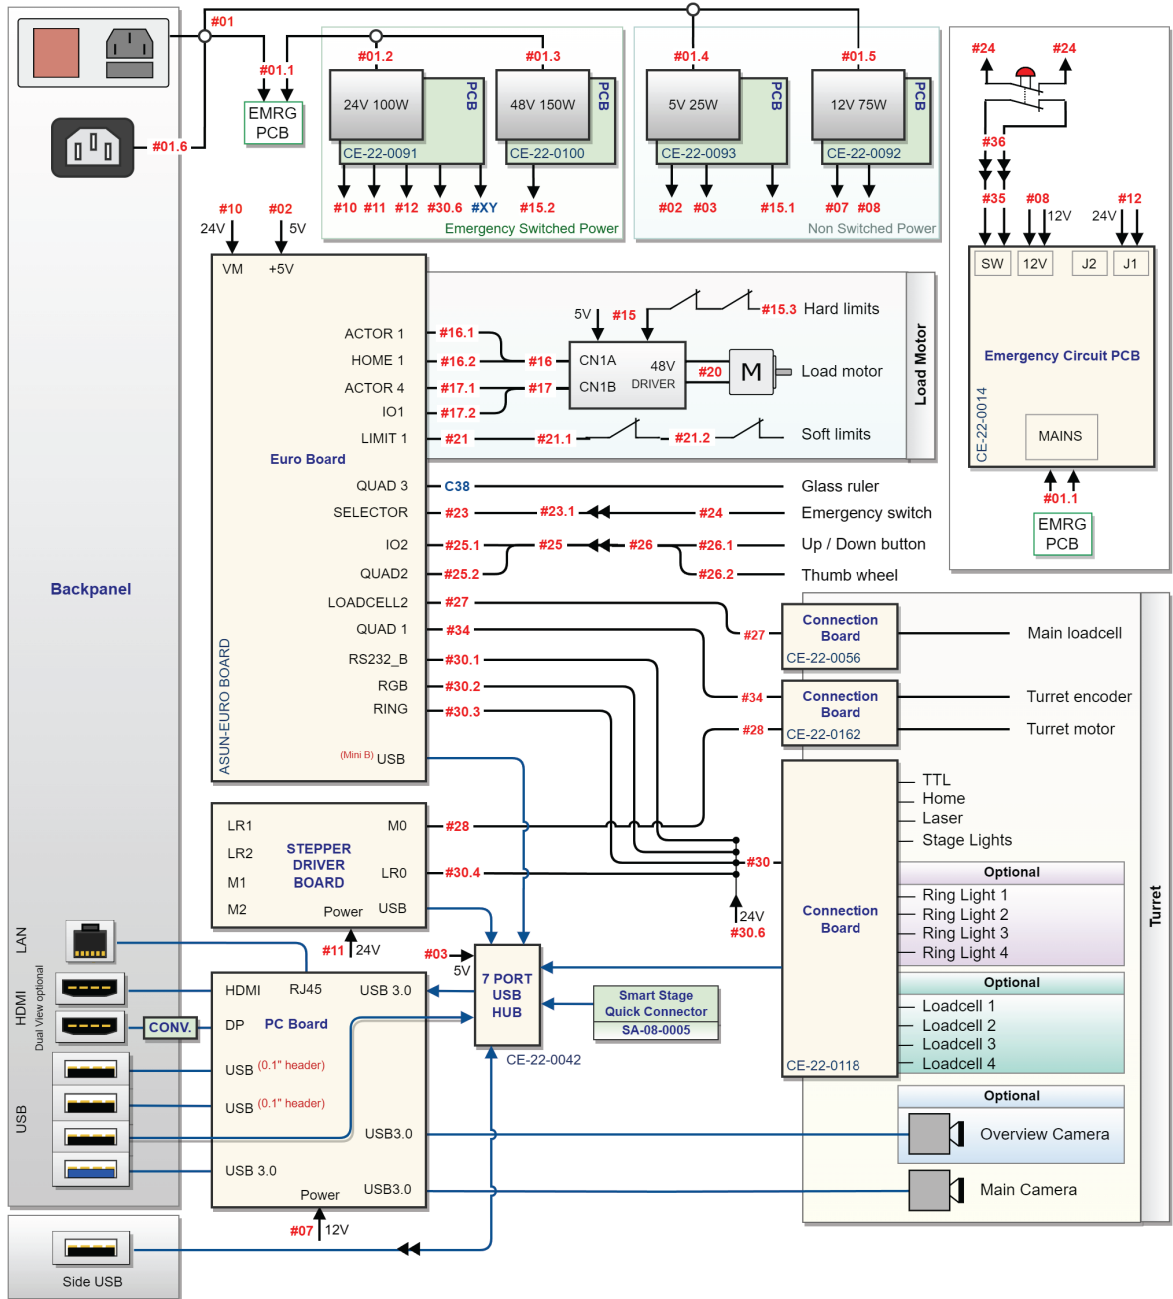 #01
#01.1
EMRG
PCB
#01.6
#01.2
#01.3
24V 100W
PCB
CE-22-0091
48V 150W
PCB
CE-22-0100
#10
#11
#12
#30.6
#XY
#15.2
Emergency Switched Power
#01.4
#01.5
5V 25W
PCB
CE-22-0093
12V 75W
PCB
CE-22-0092
#02
#03
#15.1
#07
#08
Non Switched Power
#24
#24
#36
#35
#08
12V
24V
#12
SW
12V
J2
J1
Emergency Circuit PCB
CE-22-0014
MAINS
#01.1
EMRG
PCB
#10
24V
#02
5V
VM
+5V
ACTOR 1
#16.1
HOME 1
#16.2
#16
ACTOR 4
#17.1
#17
IO1
#17.2
LIMIT 1
#21
#21.1
#21.2
Soft limits
5V
#15
#15.3
Hard limits
CN1A
CN1B
48V
DRIVER
#20
M
Load motor
Load Motor
Euro Board
QUAD 3
C38
Glass ruler
SELECTOR
#23
#23.1
#24
Emergency switch
IO2
#25.1
#25
#26
#26.1
Up / Down button
QUAD2
#25.2
#26.2
Thumb wheel
LOADCELL2
#27
QUAD 1
#34
RS232_B
#30.1
RGB
#30.2
RING
#30.3
(Mini B) USB
ASUN-EURO BOARD
Backpanel
#27
Connection
Board
CE-22-0056
Main loadcell
#34
#28
Connection
Board
CE-22-0162
Turret encoder
Turret motor
LR1
LR2
M1
M2
STEPPER
DRIVER
BOARD
M0
#28
LR0
#30.4
Power
USB
#11
24V
#30
24V
#30.6
Connection
Board
CE-22-0118
TTL
Home
Laser
Stage Lights
Optional
Ring Light 1
Ring Light 2
Ring Light 3
Ring Light 4
Optional
Loadcell 1
Loadcell 2
Loadcell 3
Loadcell 4
Optional
Overview Camera
Main Camera
Turret
#03
5V
7 PORT
USB
HUB
CE-22-0042
Smart Stage
Quick Connector
SA-08-0005
LAN
HDMI
Dual View optional
CONV.
USB
HDMI
RJ45
USB 3.0
DP
PC Board
USB (0.1" header)
USB (0.1" header)
USB3.0
USB 3.0
USB3.0
Power
#07
12V
Side USB